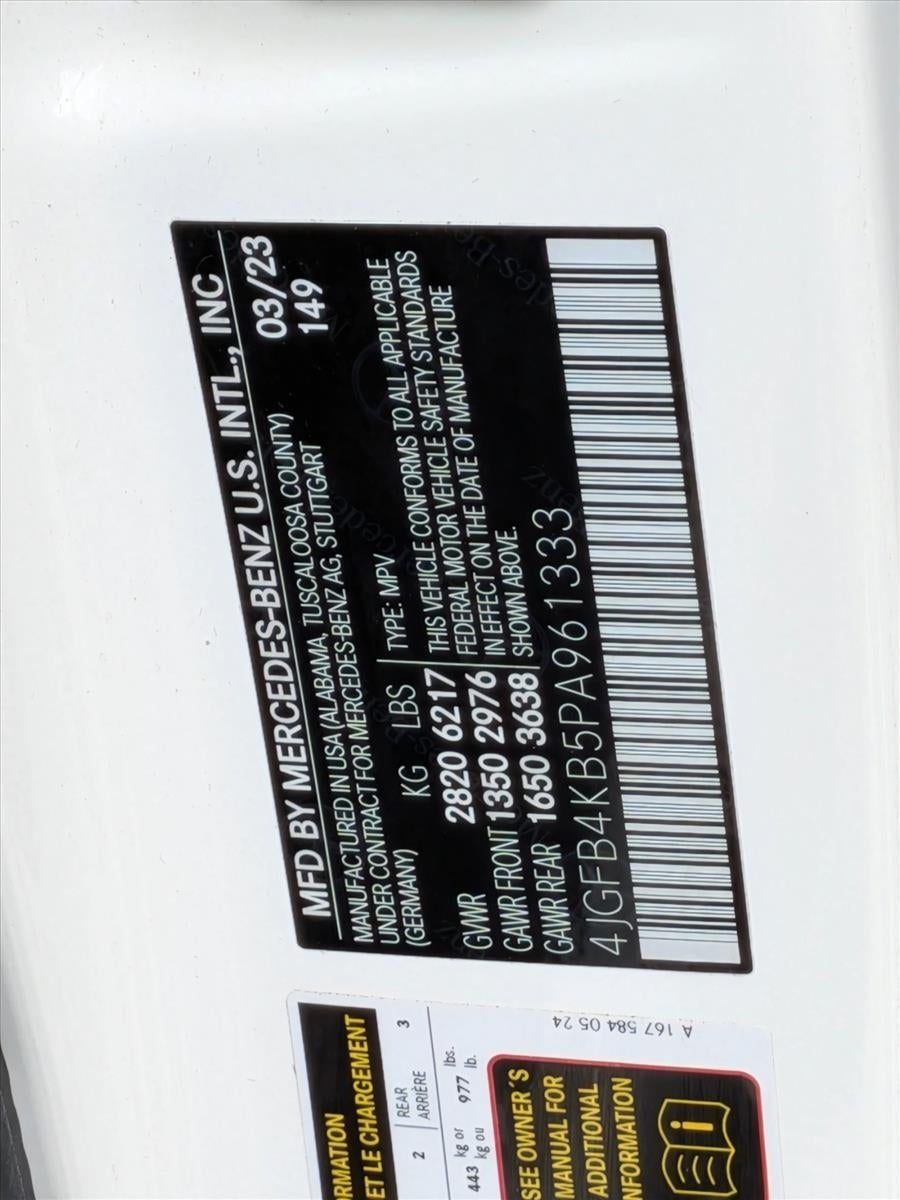 MFD BY MERCEDES-BENZ U.S. INTL., INC
MANUFACTURED IN USA (ALABAMA, TUSCALOOSA COUNTY) 03/23
UNDER CONTRACT FOR MERCEDES-BENZ AG, STUTTGART 149
(GERMANY)
KG LBS TYPE: MPV
GVWR 2820 6217 THIS VEHICLE CONFORMS TO ALL APPLICABLE
GAWR FRONT 1350 2976 FEDERAL MOTOR VEHICLE SAFETY STANDARDS
GAWR REAR 1650 3638 IN EFFECT ON THE DATE OF MANUFACTURE
SHOWN ABOVE.
4JGFB4KB5PA961333
ET LE CHARGEMENT
2 REAR 3
ARRIÈRE
443 kg or 977 lbs.
kg ou lb.
SEE OWNER'S
MANUAL FOR
ADDITIONAL
A 167 584 05 24